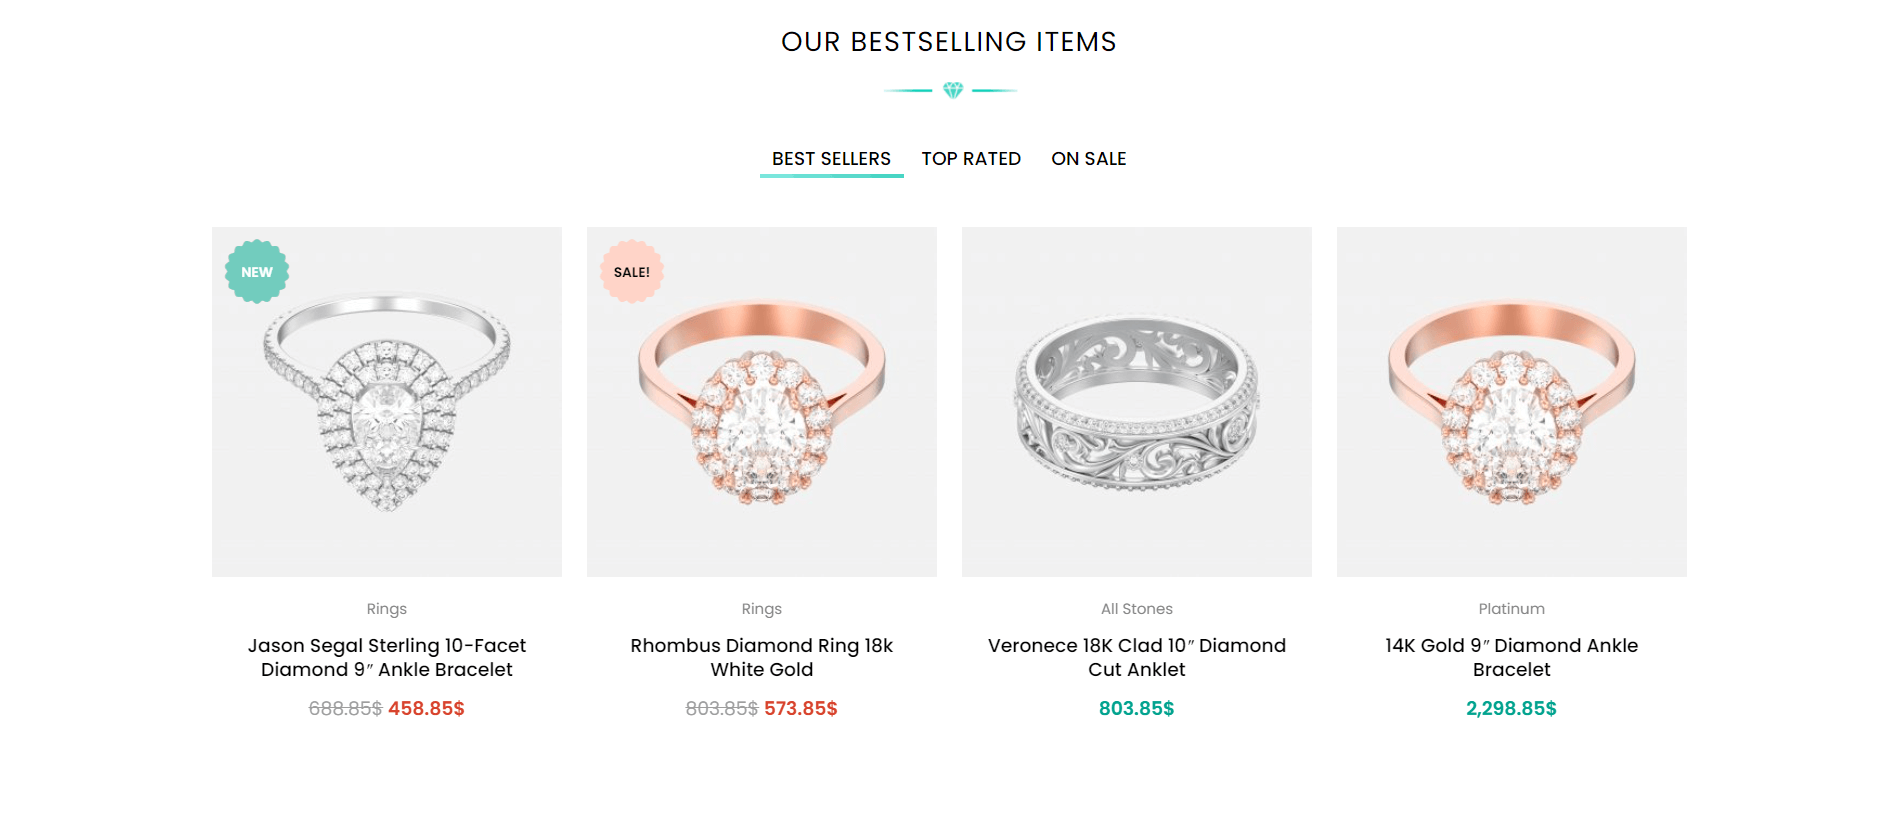 OUR BESTSELLING ITEMS
BEST SELLERS TOP RATED ON SALE
NEW
SALE!
Rings
Jason Segal Sterling 10-Facet
Diamond 9″ Ankle Bracelet
688.85$ 458.85$
Rings
Rhombus Diamond Ring 18k
White Gold
803.85$ 573.85$
All Stones
Veronece 18K Clad 10″ Diamond
Cut Anklet
803.85$
Platinum
14K Gold 9″ Diamond Ankle
Bracelet
2,298.85$